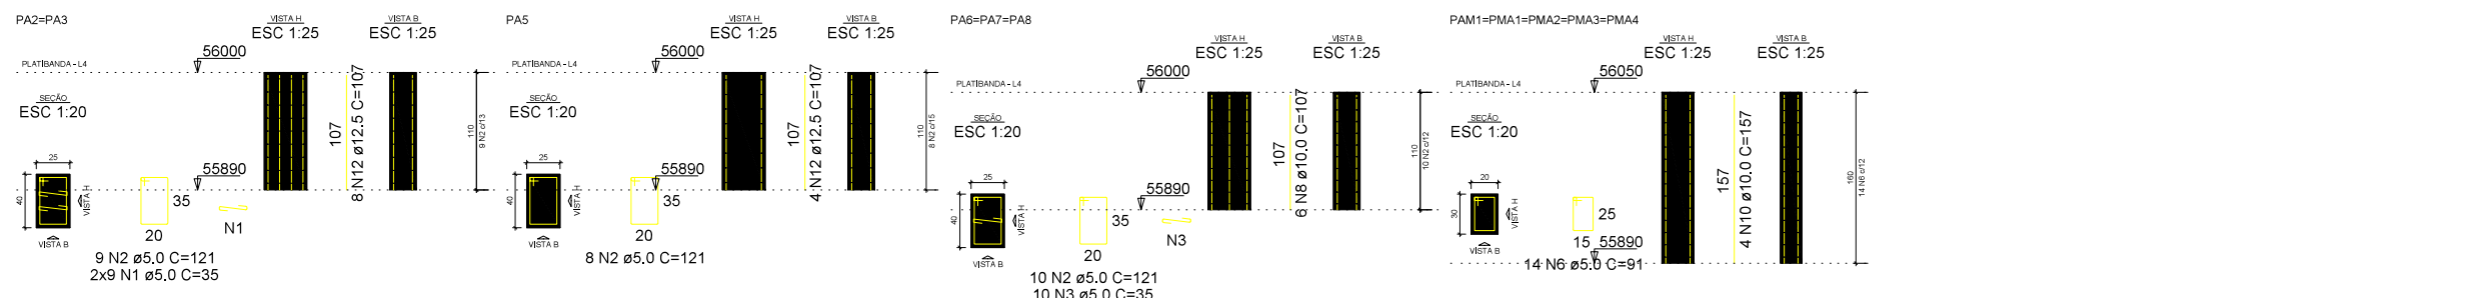 PA2=PA3
VISTA H
ESC 1:25
VISTA B
ESC 1:25
56000
PLATIBANDA - L4
SEÇÃO
ESC 1:20
107
8 N12 ø12.5 C=107
110
9 N2 c/13
55890
25
40
VISTA H
VISTA B
35
20
N1
9 N2 ø5.0 C=121
2x9 N1 ø5.0 C=35
PA5
VISTA H
ESC 1:25
VISTA B
ESC 1:25
56000
PLATIBANDA - L4
SEÇÃO
ESC 1:20
107
4 N12 ø12.5 C=107
110
8 N2 c/15
55890
25
40
VISTA H
VISTA B
35
20
8 N2 ø5.0 C=121
PA6=PA7=PA8
VISTA H
ESC 1:25
VISTA B
ESC 1:25
56000
PLATIBANDA - L4
SEÇÃO
ESC 1:20
107
6 N8 ø10.0 C=107
110
10 N2 c/12
55890
25
40
VISTA H
VISTA B
35
20
N3
10 N2 ø5.0 C=121
10 N3 ø5.0 C=35
PAM1=PMA1=PMA2=PMA3=PMA4
VISTA H
ESC 1:25
VISTA B
ESC 1:25
56050
PLATIBANDA - L4
SEÇÃO
ESC 1:20
157
4 N10 ø10.0 C=157
160
14 N6 c/12
20
30
VISTA H
VISTA B
25
15
55890
14 N6 ø5.0 C=91